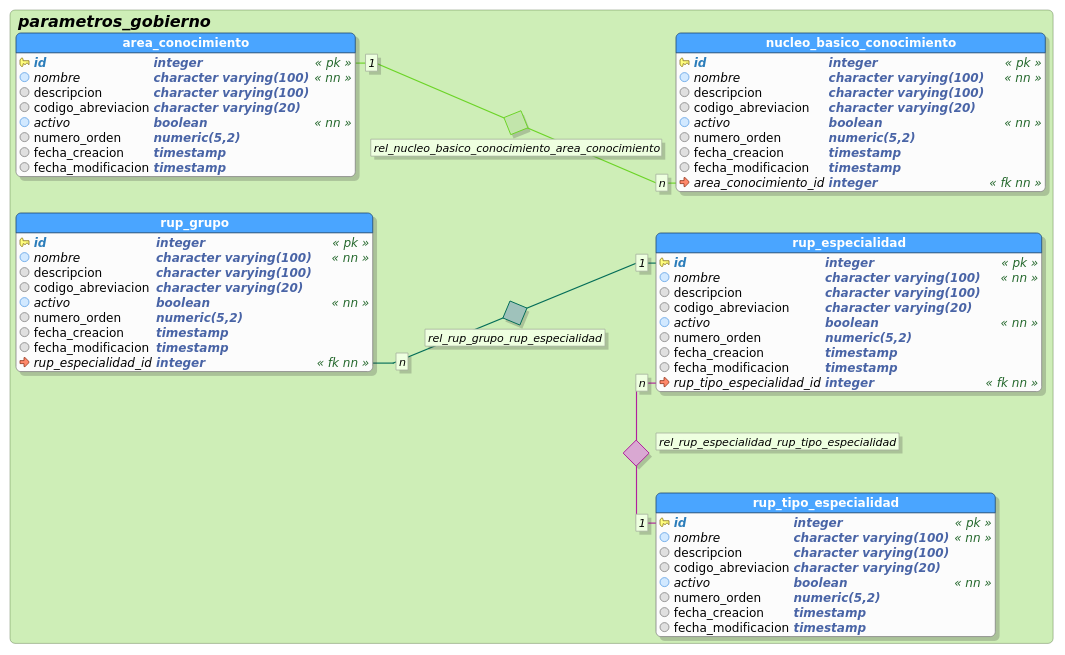 parametros_gobierno
area_conocimiento
id integer « pk »
nombre character varying(100) « nn »
descripcion character varying(100)
codigo_abreviacion character varying(20)
activo boolean « nn »
numero_orden numeric(5,2)
fecha_creacion timestamp
fecha_modificacion timestamp
1
rel_nucleo_basico_conocimiento_area_conocimiento
n
nucleo_basico_conocimiento
id integer « pk »
nombre character varying(100) « nn »
descripcion character varying(100)
codigo_abreviacion character varying(20)
activo boolean « nn »
numero_orden numeric(5,2)
fecha_creacion timestamp
fecha_modificacion timestamp
area_conocimiento_id integer « fk nn »
rup_grupo
id integer « pk »
nombre character varying(100) « nn »
descripcion character varying(100)
codigo_abreviacion character varying(20)
activo boolean « nn »
numero_orden numeric(5,2)
fecha_creacion timestamp
fecha_modificacion timestamp
rup_especialidad_id integer « fk nn »
n
rel_rup_grupo_rup_especialidad
1
rup_especialidad
id integer « pk »
nombre character varying(100) « nn »
descripcion character varying(100)
codigo_abreviacion character varying(20)
activo boolean « nn »
numero_orden numeric(5,2)
fecha_creacion timestamp
fecha_modificacion timestamp
rup_tipo_especialidad_id integer « fk nn »
n
rel_rup_especialidad_rup_tipo_especialidad
1
rup_tipo_especialidad
id integer « pk »
nombre character varying(100) « nn »
descripcion character varying(100)
codigo_abreviacion character varying(20)
activo boolean « nn »
numero_orden numeric(5,2)
fecha_creacion timestamp
fecha_modificacion timestamp